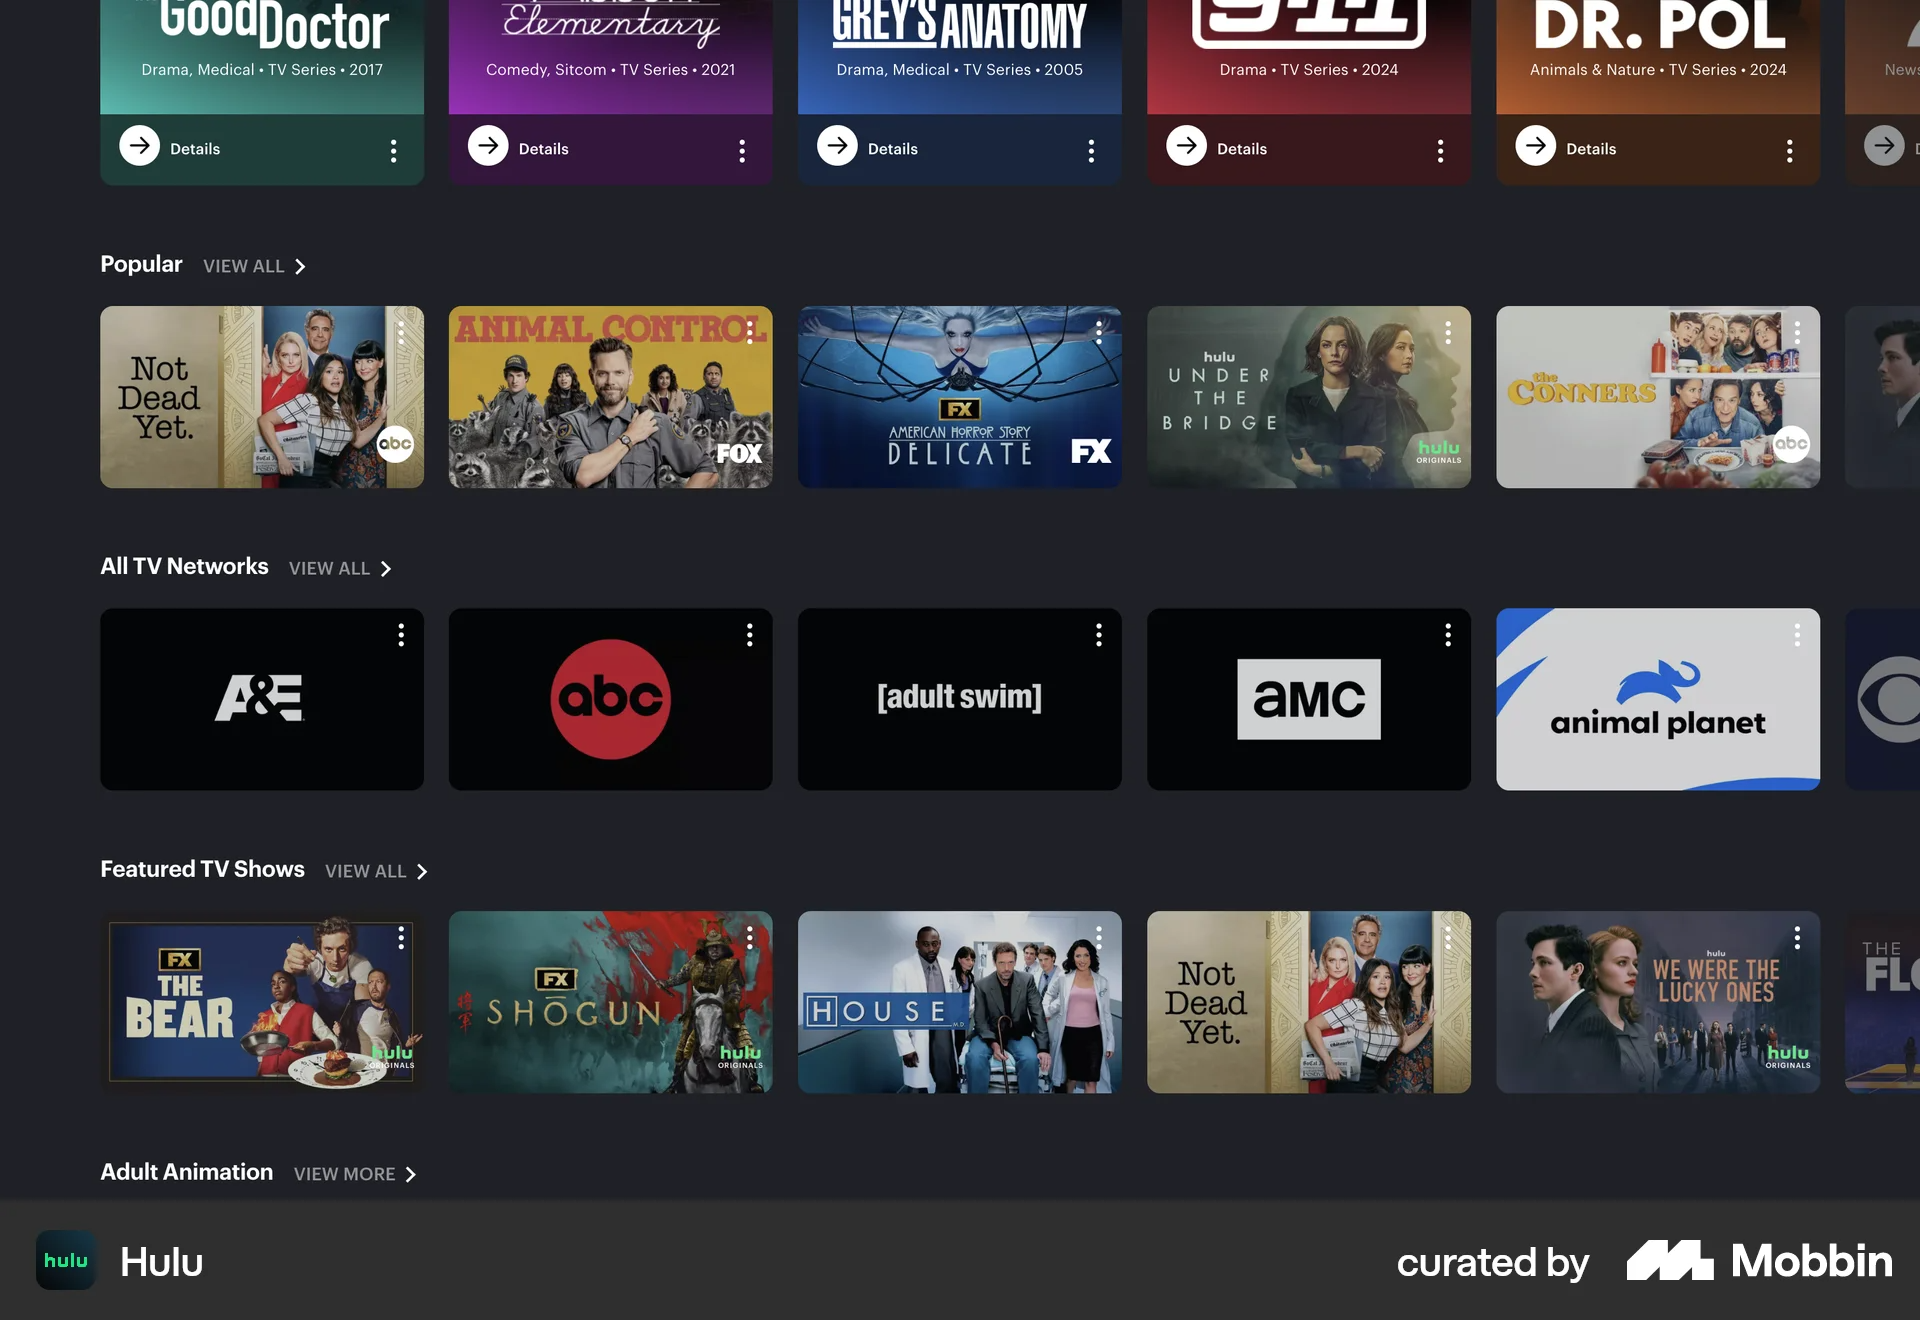 GoodDoctor
Elementary
GREY'S ANATOMY
9-1-1
DR. POL
Drama, Medical • TV Series • 2017
Comedy, Sitcom • TV Series • 2021
Drama, Medical • TV Series • 2005
Drama • TV Series • 2024
Animals & Nature • TV Series • 2024
News
Details
Details
Details
Details
Details
Popular VIEW ALL
Not
Dead
Yet.
abc
ANIMAL CONTROL
FOX
FX
AMERICAN HORROR STORY
DELICATE
FX
hulu
UNDER
THE
BRIDGE
hulu
ORIGINALS
the
CONNERS
abc
All TV Networks VIEW ALL
A&E
abc
[adult swim]
aMC
animal planet
Featured TV Shows VIEW ALL
FX
THE
BEAR
hulu
ORIGINALS
FX
SHŌGUN
将軍
hulu
ORIGINALS
HOUSE
M.D.
Not
Dead
Yet.
hulu
WE WERE THE
LUCKY ONES
hulu
ORIGINALS
THE
FLO
Adult Animation VIEW MORE
hulu Hulu
curated by Mobbin